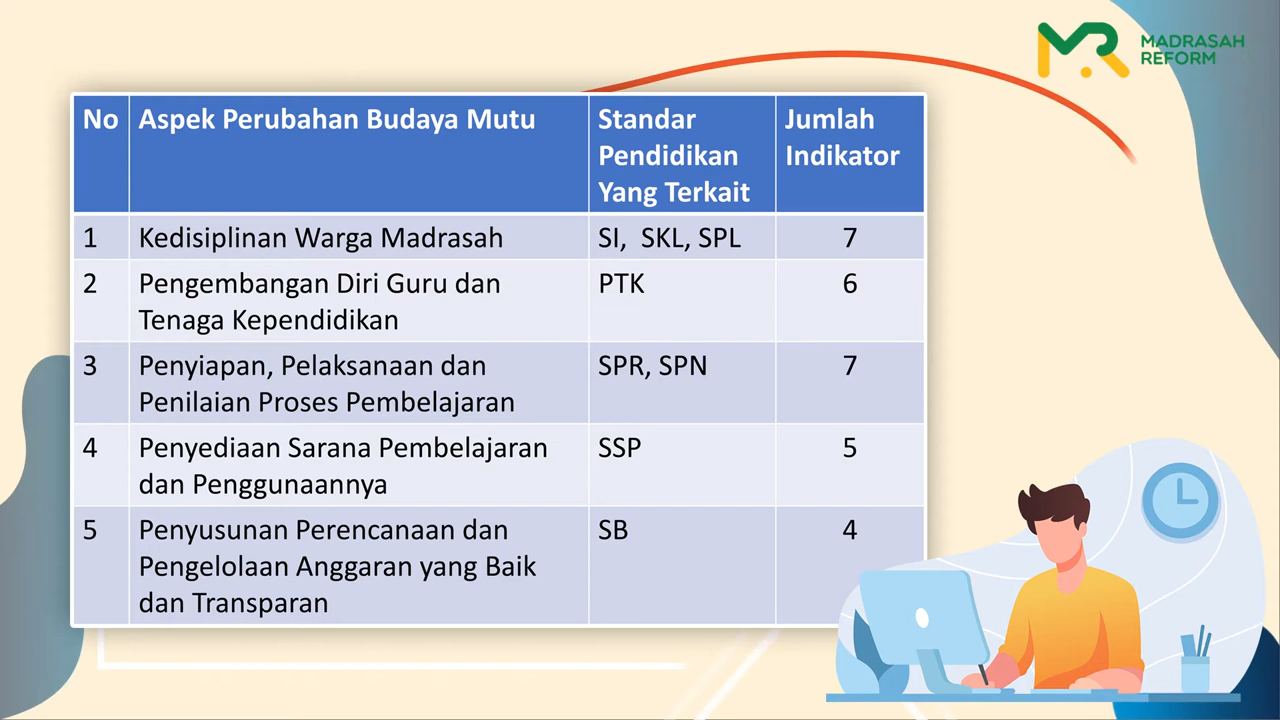 MADRASAH
REFORM
No Aspek Perubahan Budaya Mutu Standar Pendidikan Yang Terkait Jumlah Indikator
1 Kedisiplinan Warga Madrasah SI, SKL, SPL 7
2 Pengembangan Diri Guru dan PTK 6
Tenaga Kependidikan
3 Penyiapan, Pelaksanaan dan SPR, SPN 7
Penilaian Proses Pembelajaran
4 Penyediaan Sarana Pembelajaran SSP 5
dan Penggunaannya
5 Penyusunan Perencanaan dan SB 4
Pengelolaan Anggaran yang Baik
dan Transparan